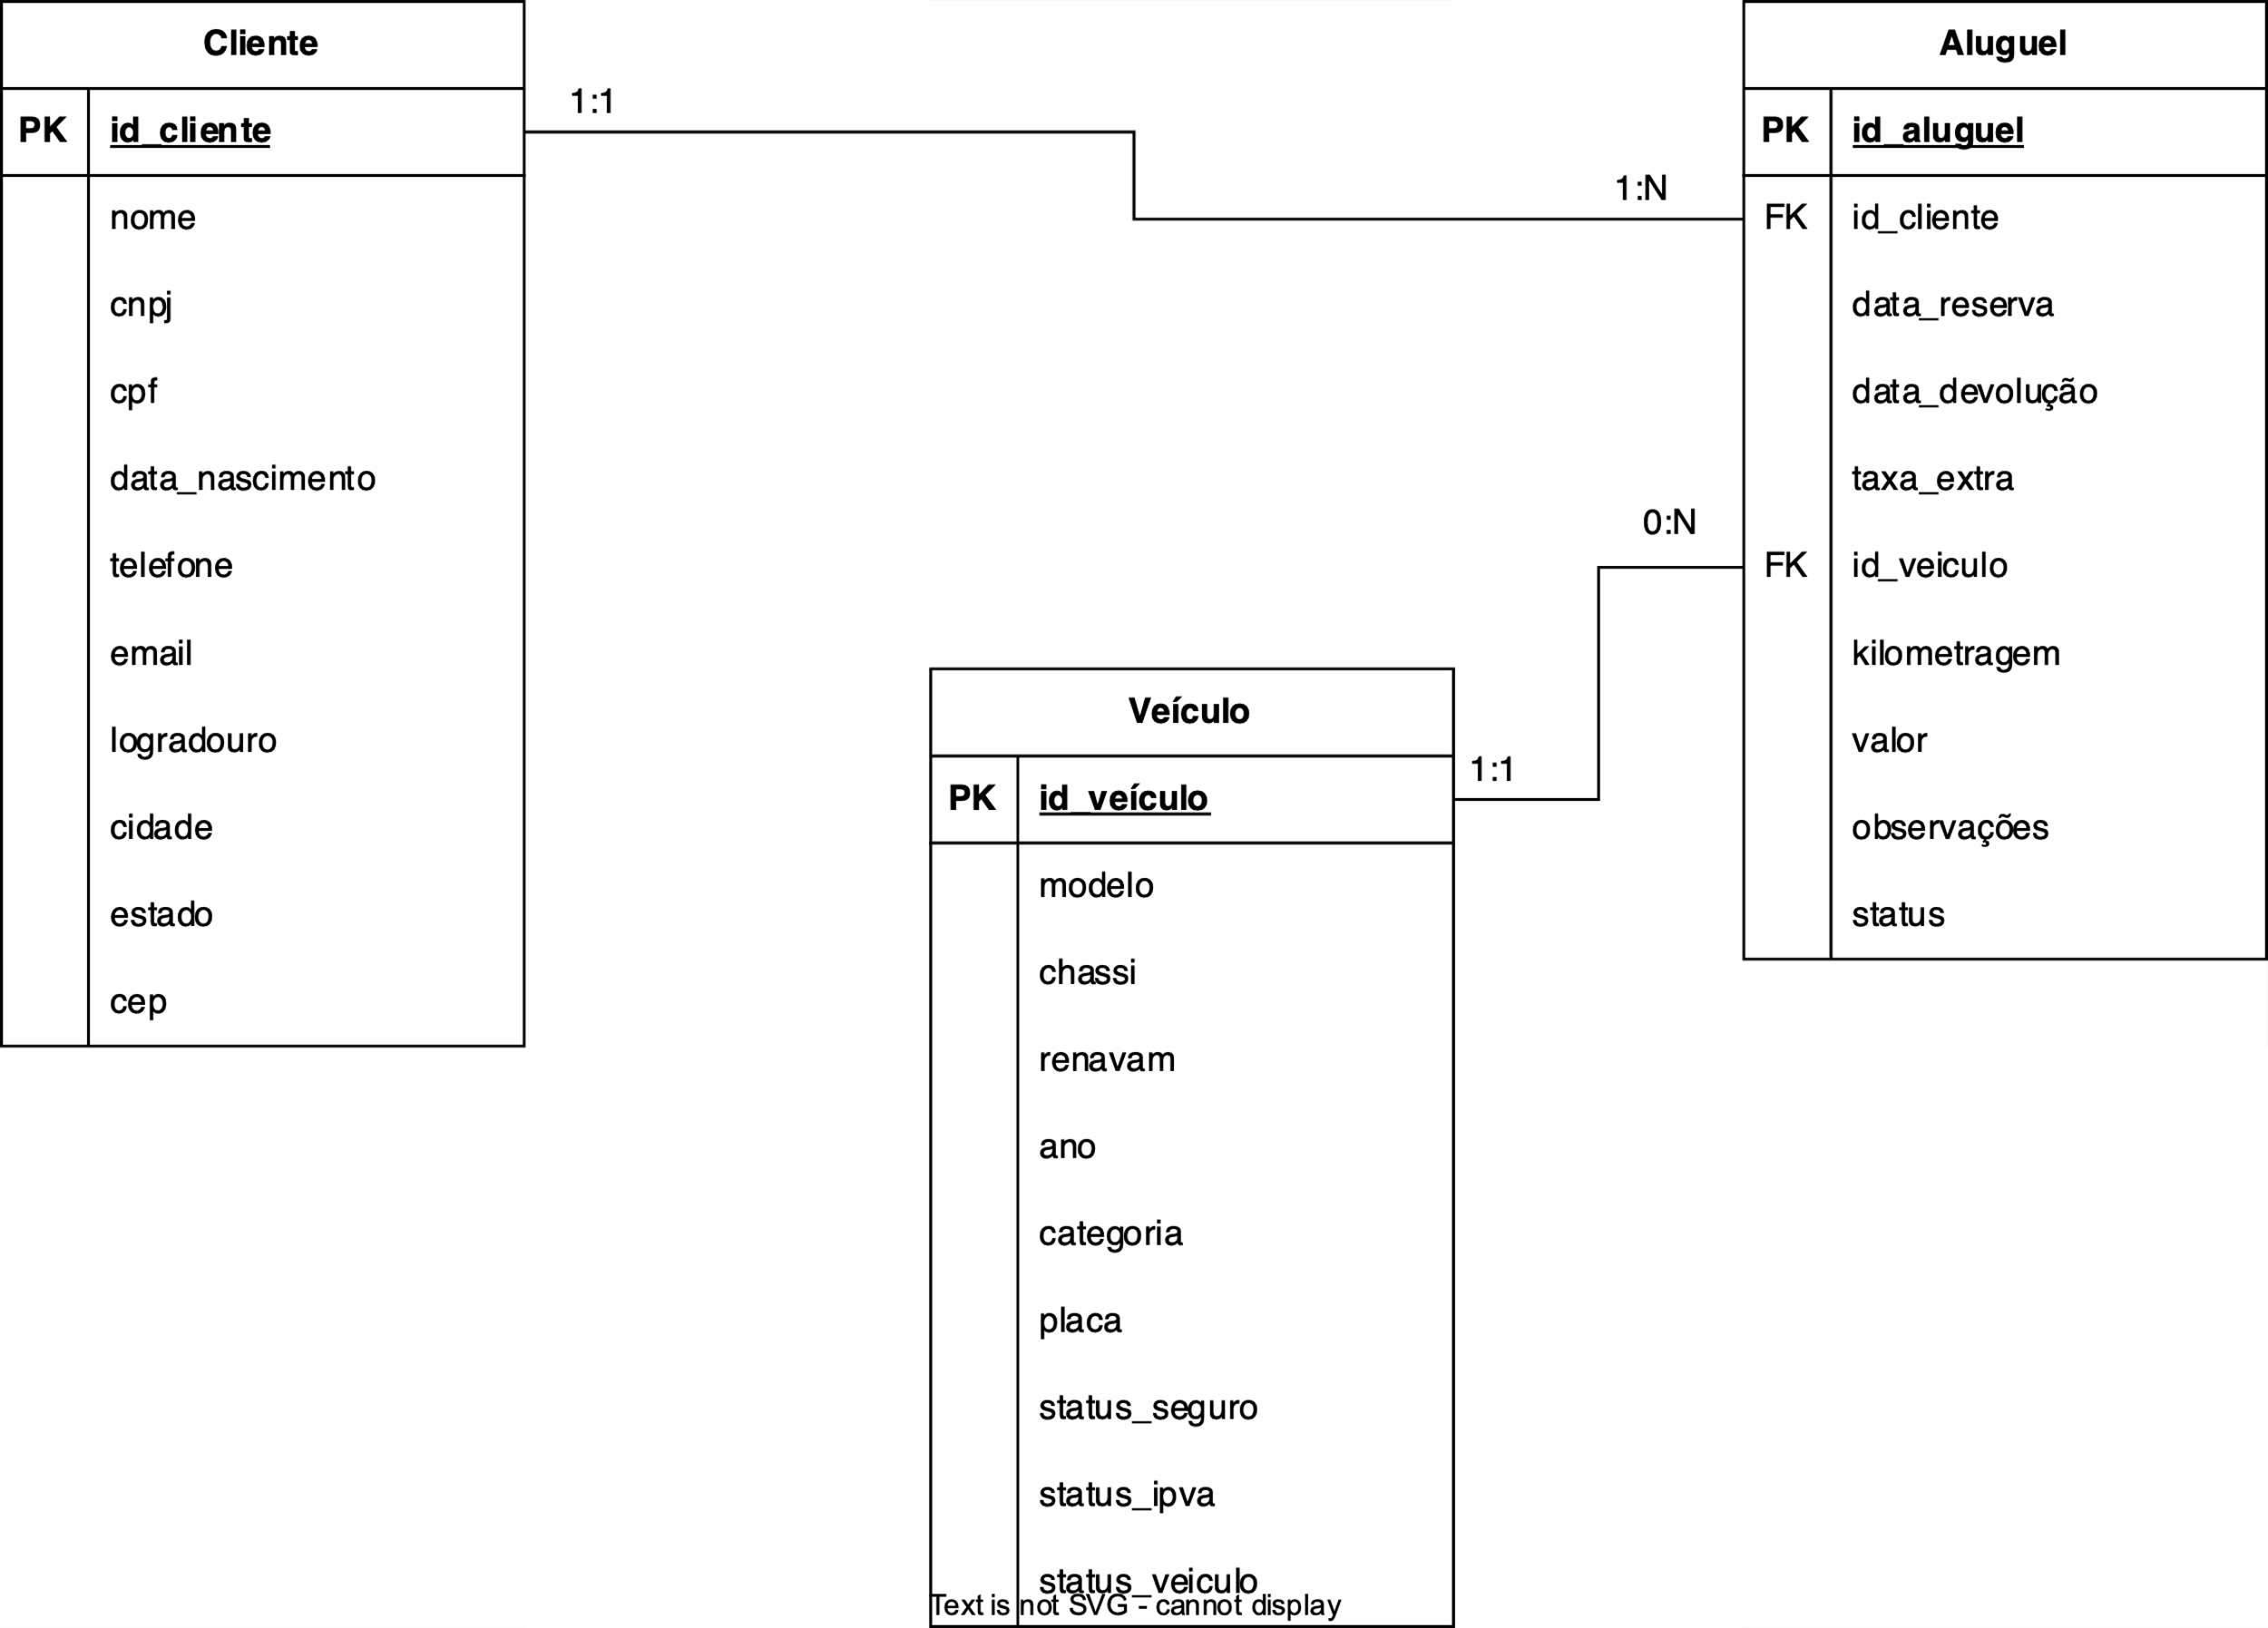 Cliente
PK id_cliente
nome
cnpj
cpf
data_nascimento
telefone
email
logradouro
cidade
estado
cep
1:1
1:N
Aluguel
PK id_aluguel
FK id_cliente
data_reserva
data_devolução
taxa_extra
FK id_veiculo
kilometragem
valor
observações
status
0:N
1:1
Veículo
PK id_veículo
modelo
chassi
renavam
ano
categoria
placa
status_seguro
status_ipva
status_veiculo
Text is not SVG - cannot display